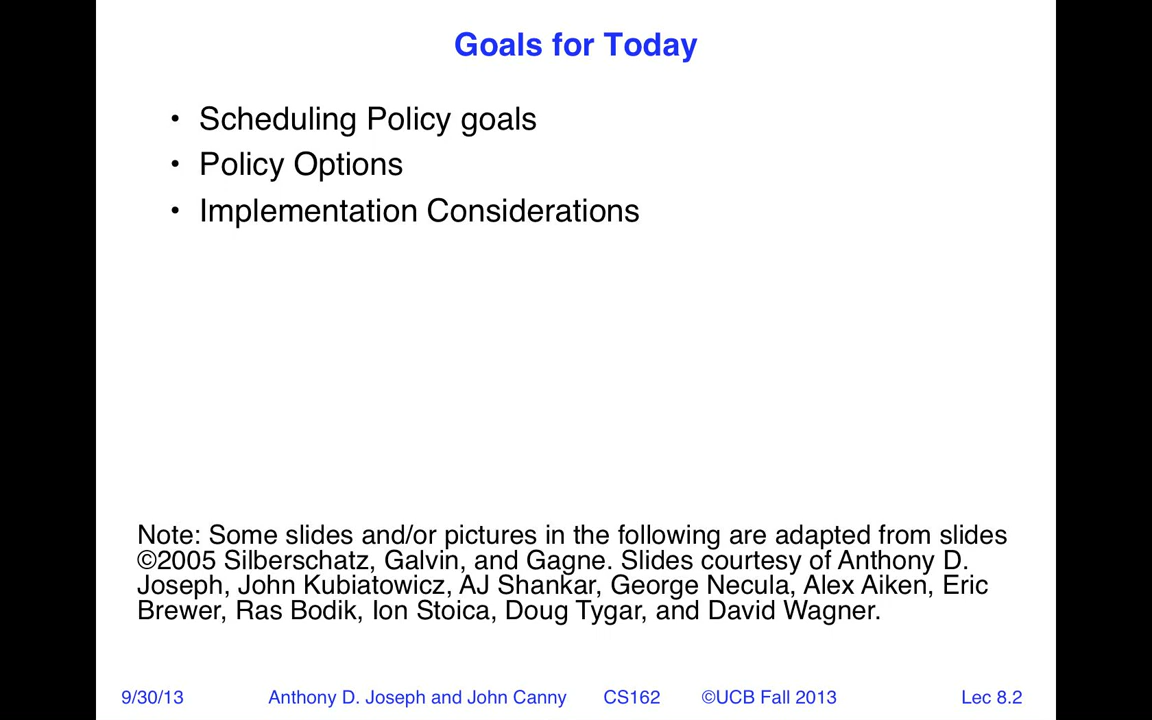 Goals for Today
• Scheduling Policy goals
• Policy Options
• Implementation Considerations
Note: Some slides and/or pictures in the following are adapted from slides
©2005 Silberschatz, Galvin, and Gagne. Slides courtesy of Anthony D.
Joseph, John Kubiatowicz, AJ Shankar, George Necula, Alex Aiken, Eric
Brewer, Ras Bodik, Ion Stoica, Doug Tygar, and David Wagner.
9/30/13 Anthony D. Joseph and John Canny CS162 ©UCB Fall 2013 Lec 8.2